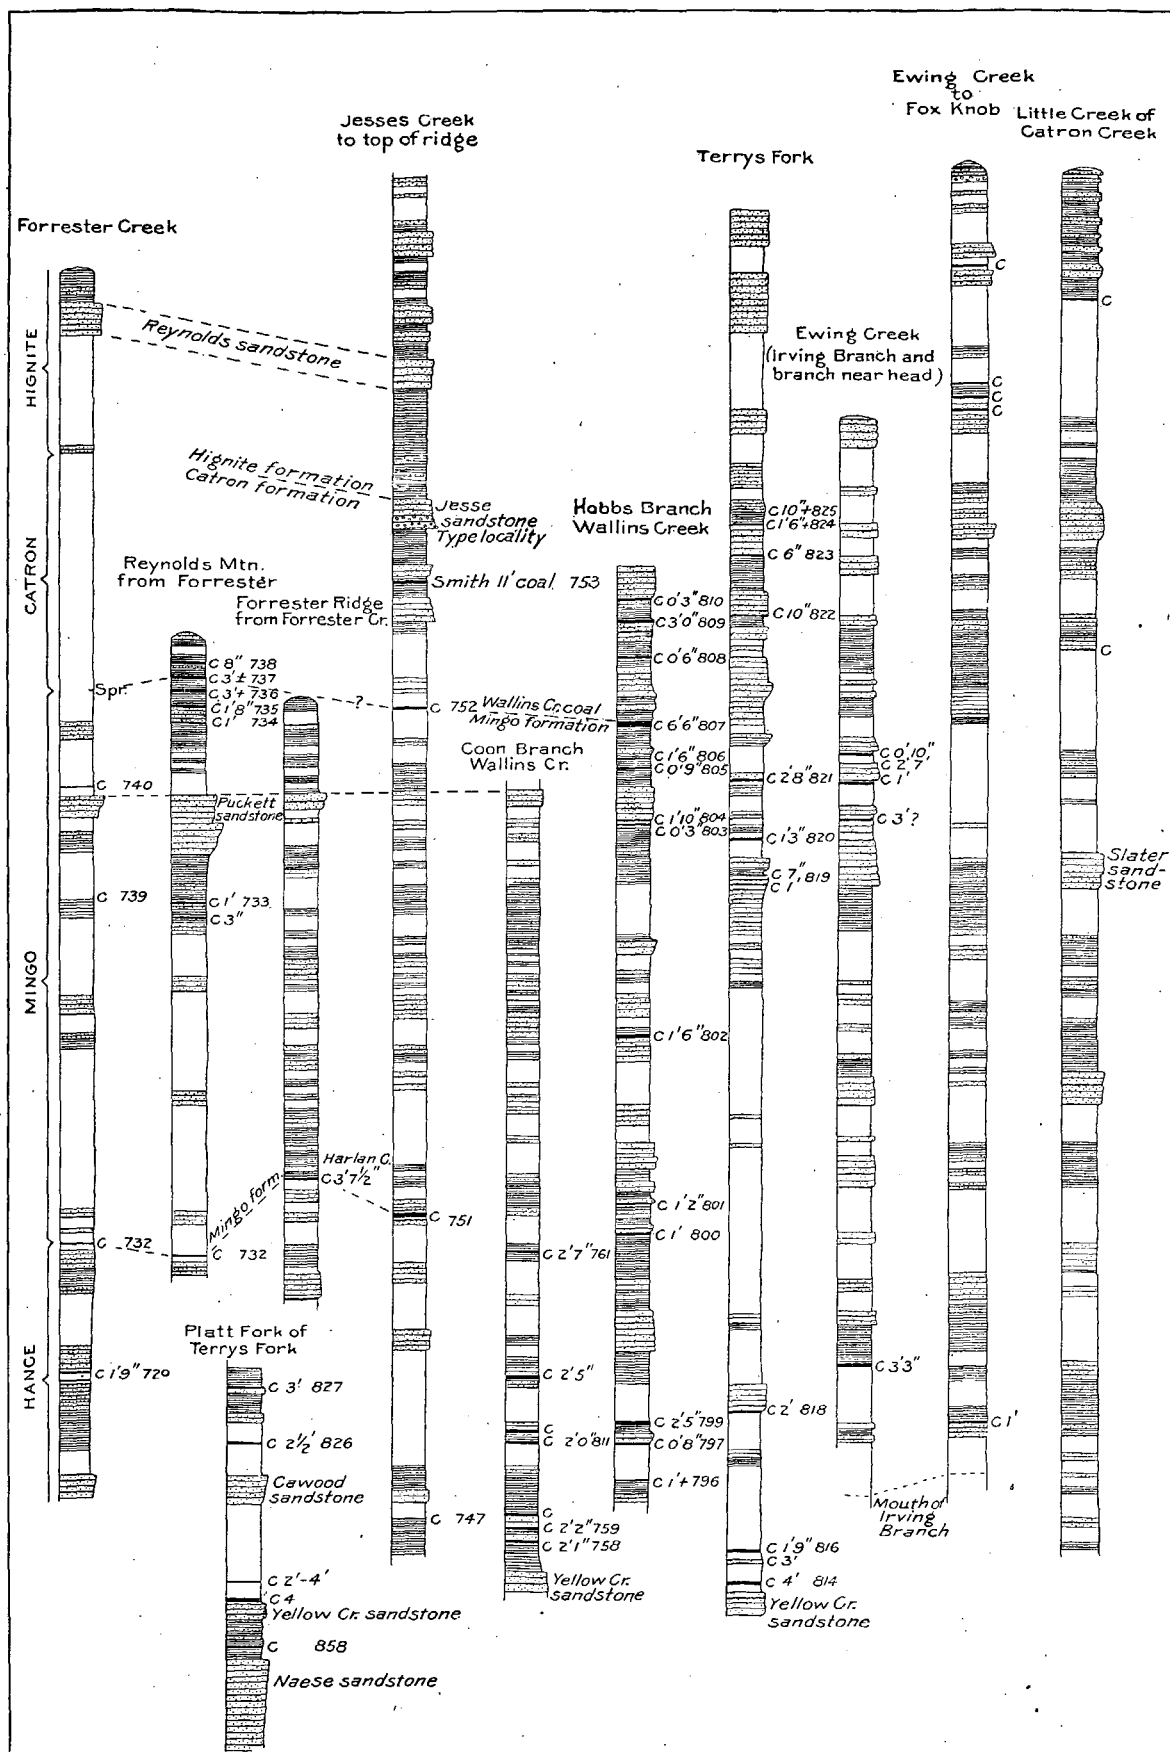 Ewing Creek
to
Fox Knob
Little Creek of
Catron Creek
Jesses Creek
to top of ridge
Terrys Fork
Forrester Creek
Reynolds sandstone
Ewing Creek
(Irving Branch and
branch near head)
HIGNITE
CATRON
MINGO
HANCE
Spr.
C 740
C 739
C 732
C 1'9" 720
Reynolds Mtn.
from Forrester
C 8" 738
C 3'± 737
C 3'+ 736
C 1'8" 735
C 1' 734
Puckett
sandstone
C 1' 733
C 3"
C 732
Mingo form.
Forrester Ridge
from Forrester Cr.
?
Harlan C.
C 3'7½"
Hignite formation
Catron formation
Jesse
sandstone
Type locality
Smith 11' coal 753
C 752
Wallins Cr. coal
Mingo formation
C 751
C 747
Platt Fork of
Terrys Fork
C 3' 827
C 2½' 826
Cawood
sandstone
C 2'-4'
C 4
Yellow Cr. sandstone
C 858
Naese sandstone
Coon Branch
Wallins Cr.
C 2'7" 761
C 2'5"
C
C 2'0" 811
C
C 2'2" 759
C 2'1" 758
Yellow Cr.
sandstone
Hobbs Branch
Wallins Creek
C 0'3" 810
C 3'0" 809
C 0'6" 808
C 6'6" 807
C 1'6" 806
C 0'9" 805
C 1'10" 804
C 0'3" 803
C 1'6" 802
C 1'2" 801
C 1' 800
C 2'5" 799
C 0'8" 797
C 1'+ 796
C 10"+ 825
C 1'6"+ 824
C 6" 823
C 10" 822
C 2'8" 821
C 1'3" 820
C 7" 819
C 1'
C 2' 818
C 1'9" 816
C 3'
C 4' 814
Yellow Cr.
sandstone
C 0'10"
C 2'7"
C 1'
C 3'?
C 3'3"
Mouth of
Irving
Branch
C
C
C
C
C 1'
C
C
Slater
sand-
stone